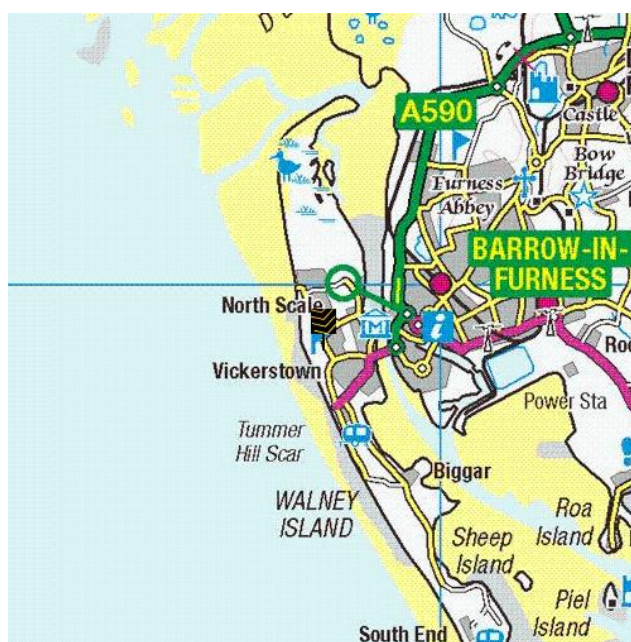 A590
Castle
Bow
Bridge
Furness
Abbey
BARROW-IN-
FURNESS
North Scale
M
i
Roo
Vickerstown
Power Sta
Tummer
Hill Scar
Biggar
WALNEY
ISLAND
Roa
Island
Sheep
Island
Piel
Island
South End